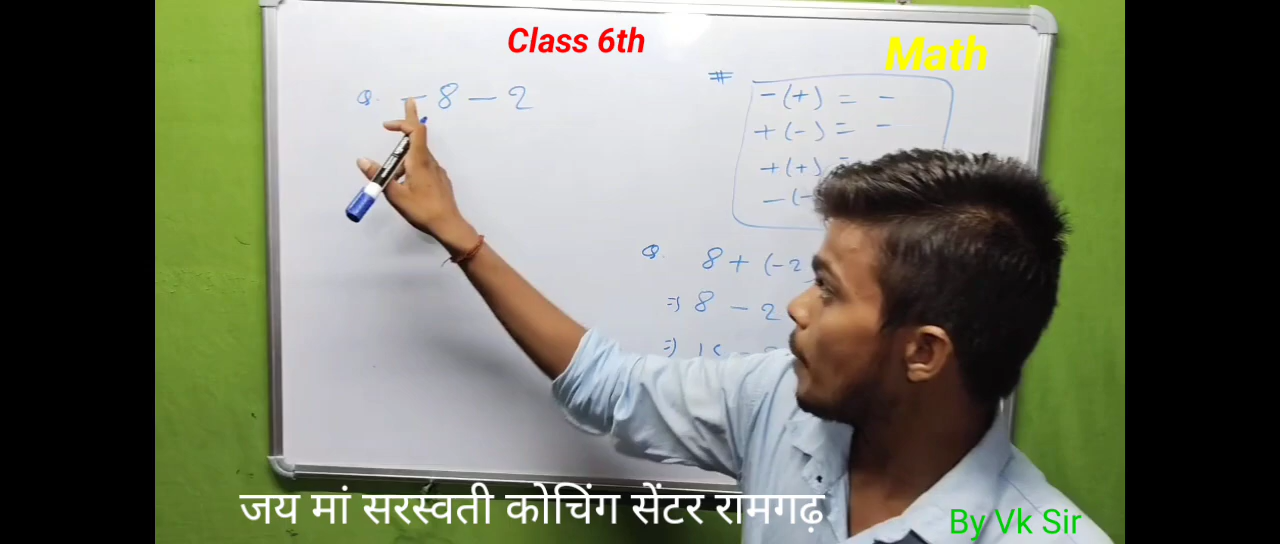 Class 6th
Math
Q. - 8 - 2
#
- (+) = -
+ (-) = -
+ (+) =
- (-
Q. 8 + (-2
=) 8 - 2
=)
जय मां सरस्वती कोचिंग सेंटर रामगढ़
By Vk Sir